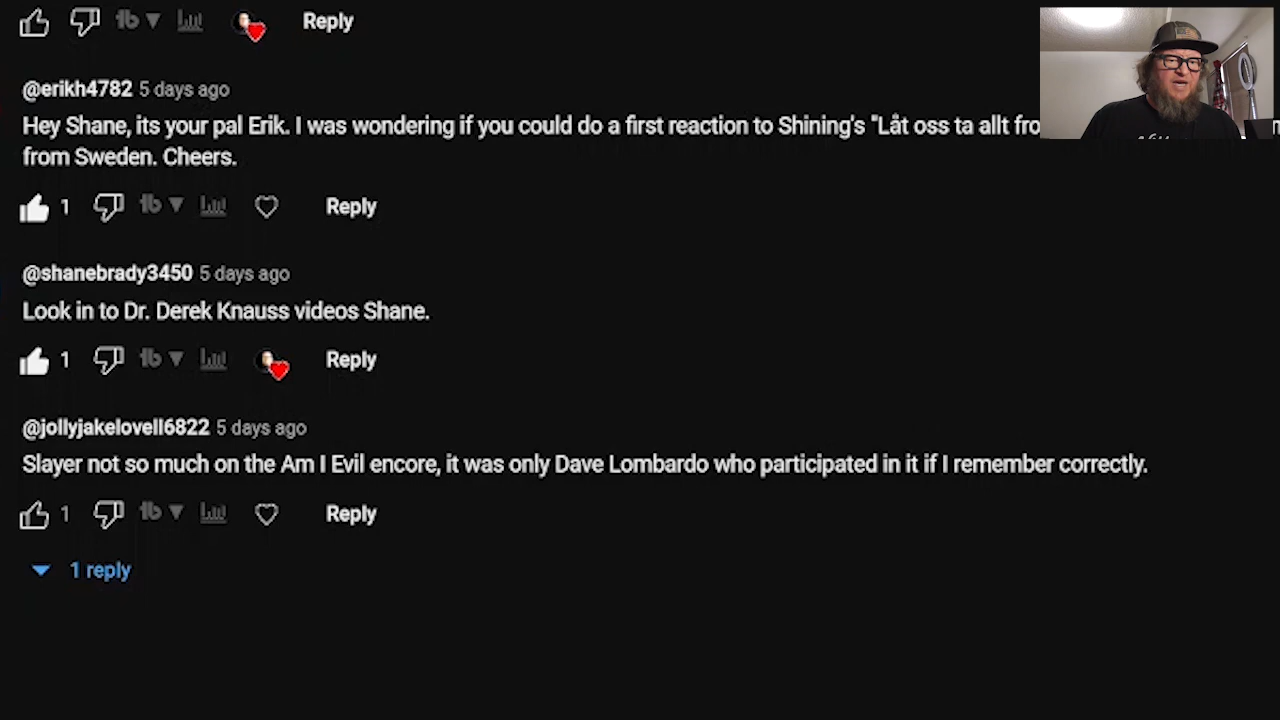 Reply
@erikh4782 5 days ago
Hey Shane, its your pal Erik. I was wondering if you could do a first reaction to Shining's "Låt oss ta allt
from Sweden. Cheers.
1 Reply
@shanebrady3450 5 days ago
Look in to Dr. Derek Knauss videos Shane.
1 Reply
@jollyjakelovell6822 5 days ago
Slayer not so much on the Am I Evil encore, it was only Dave Lombardo who participated in it if I remember correctly.
1 Reply
1 reply